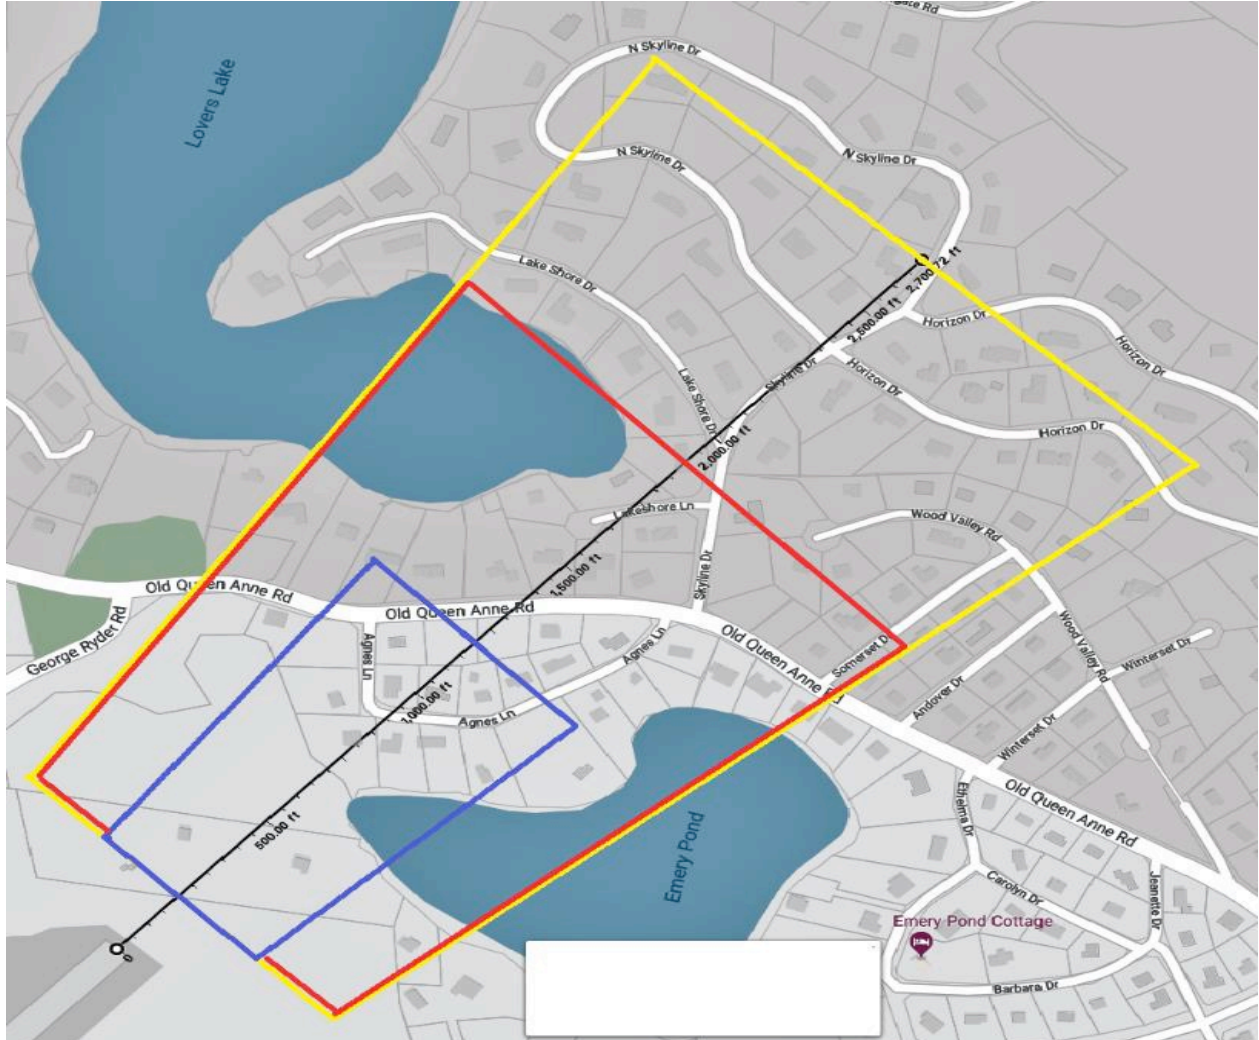 N Skyline Dr
Lovers Lake
N Skyline Dr
N Skyline Dr
Lake Shore Dr
2,700.72 ft
2,500.00 ft
Horizon Dr
Horizon Dr
Skyline Dr
Horizon Dr
Lake Shore Dr
Horizon Dr
2,000.00 ft
Lakeshore Ln
Wood Valley Rd
1,500.00 ft
Skyline Dr
Old Queen Anne Rd
Old Queen Anne Rd
George Ryder Rd
Agnes Ln
Agnes Ln
Old Queen Anne Rd
Somerset D
Wood Valley Rd
Winterset Dr
1,000.00 ft
Agnes Ln
Andover Dr
Winterset Dr
500.00 ft
Ethelma Dr
Old Queen Anne Rd
Emery Pond
Carolyn Dr
Jeanette Dr
Emery Pond Cottage
0
Barbara Dr